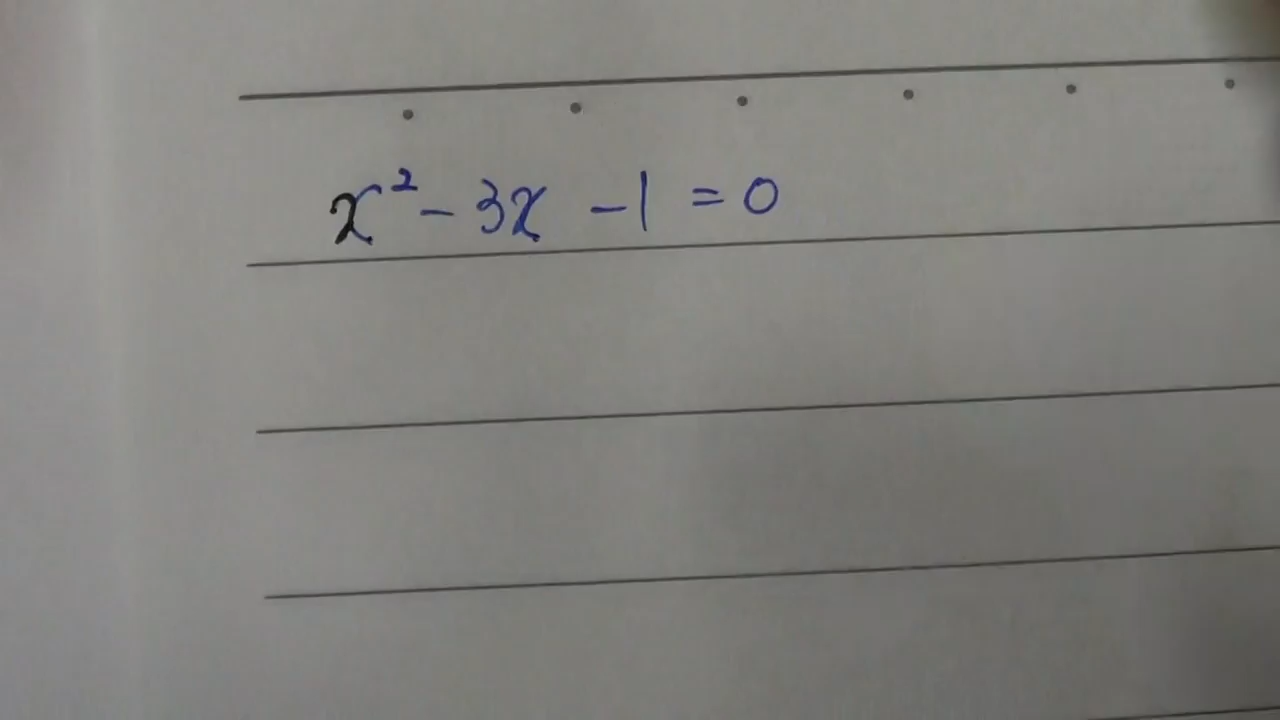 x² - 3x - 1 = 0